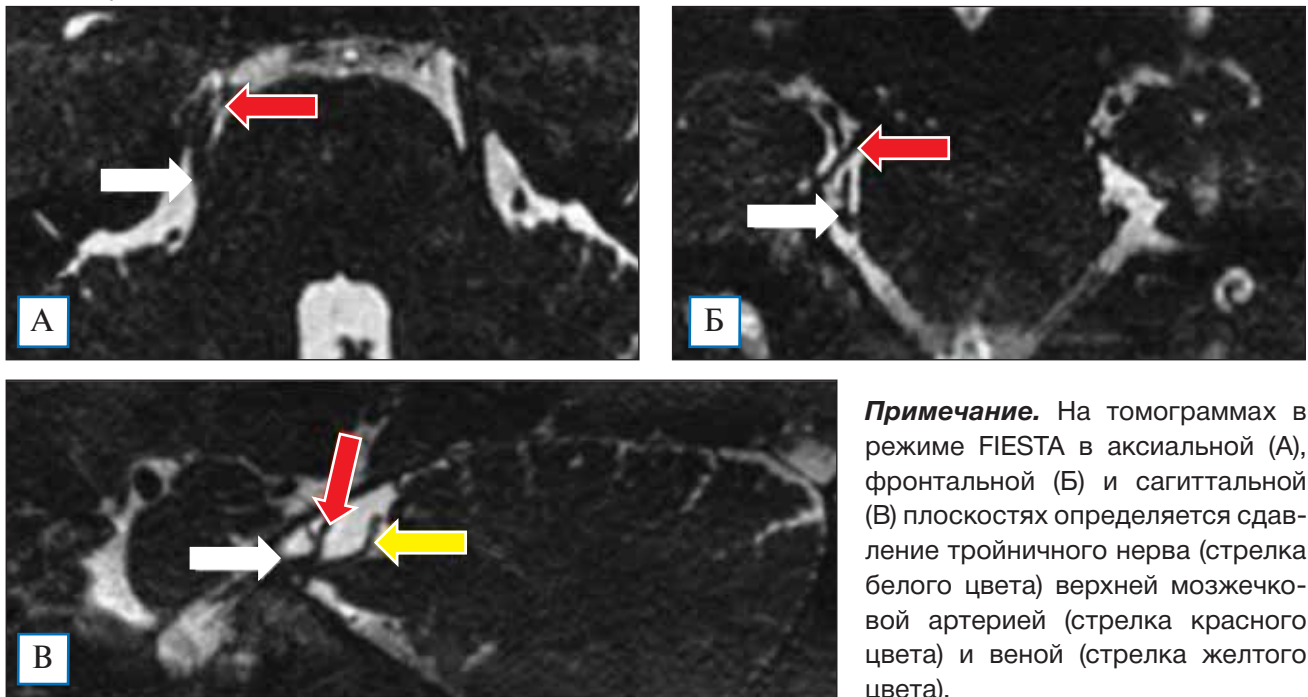 А
Б
В
Примечание. На томограммах в
режиме FIESTA в аксиальной (А),
фронтальной (Б) и сагиттальной
(В) плоскостях определяется сдав-
ление тройничного нерва (стрелка
белого цвета) верхней мозжечко-
вой артерией (стрелка красного
цвета) и веной (стрелка желтого
цвета).